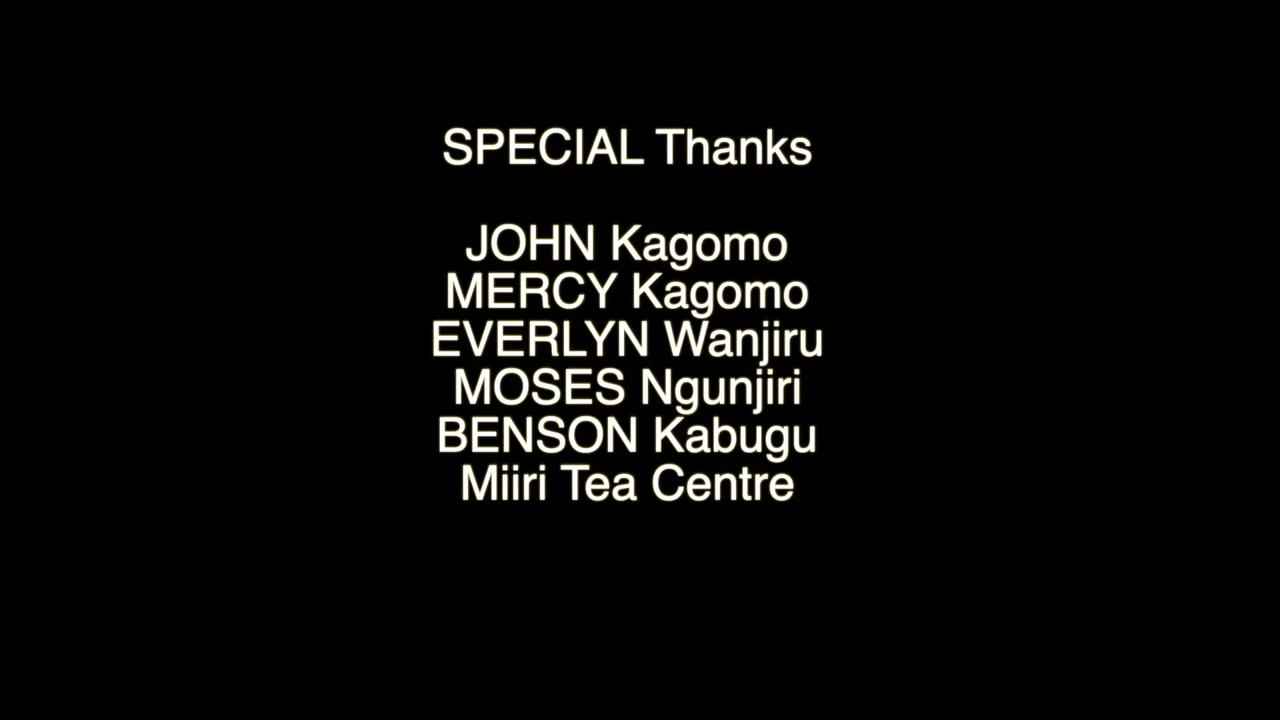 SPECIAL Thanks
JOHN Kagomo
MERCY Kagomo
EVERLYN Wanjiru
MOSES Ngunjiri
BENSON Kabugu
Miiri Tea Centre